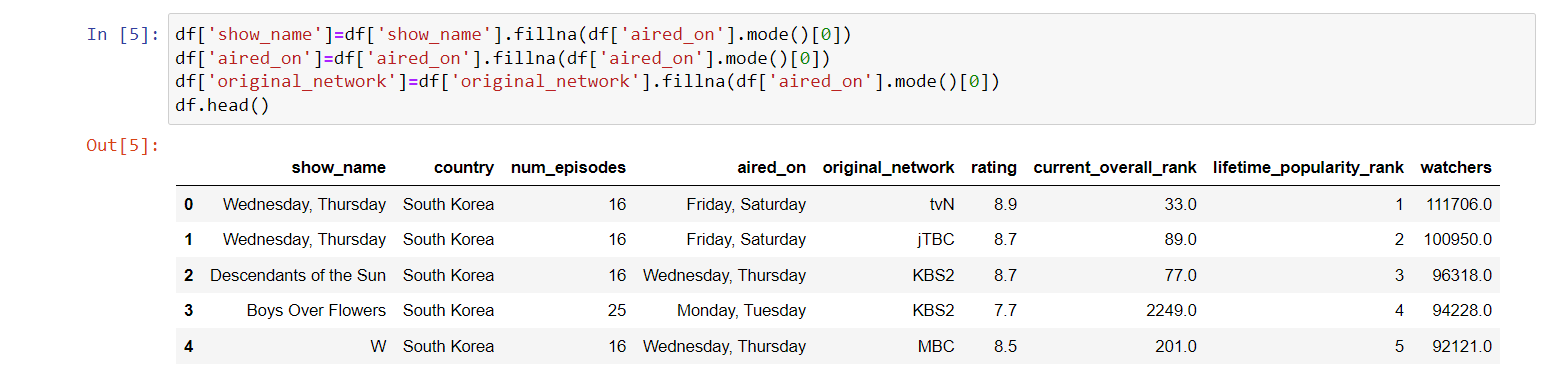 In [5]: df['show_name']=df['show_name'].fillna(df['aired_on'].mode()[0])
df['aired_on']=df['aired_on'].fillna(df['aired_on'].mode()[0])
df['original_network']=df['original_network'].fillna(df['aired_on'].mode()[0])
df.head()
Out[5]:
show_name country num_episodes aired_on original_network rating current_overall_rank lifetime_popularity_rank watchers
0 Wednesday, Thursday South Korea 16 Friday, Saturday tvN 8.9 33.0 1 111706.0
1 Wednesday, Thursday South Korea 16 Friday, Saturday jTBC 8.7 89.0 2 100950.0
2 Descendants of the Sun South Korea 16 Wednesday, Thursday KBS2 8.7 77.0 3 96318.0
3 Boys Over Flowers South Korea 25 Monday, Tuesday KBS2 7.7 2249.0 4 94228.0
4 W South Korea 16 Wednesday, Thursday MBC 8.5 201.0 5 92121.0